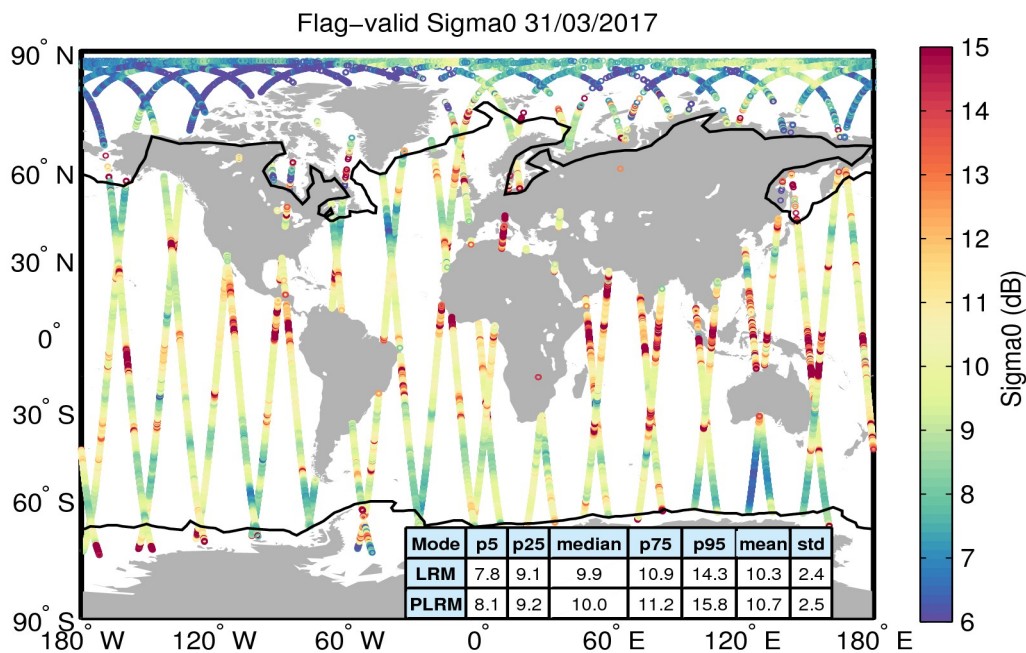 Flag−valid Sigma0 31/03/2017
90° N
60° N
30° N
0°
30° S
60° S
90° S
180° W
120° W
60° W
0°
60° E
120° E
180° E
Mode p5 p25 median p75 p95 mean std
LRM 7.8 9.1 9.9 10.9 14.3 10.3 2.4
PLRM 8.1 9.2 10.0 11.2 15.8 10.7 2.5
15
14
13
12
11
10
9
8
7
6
Sigma0 (dB)